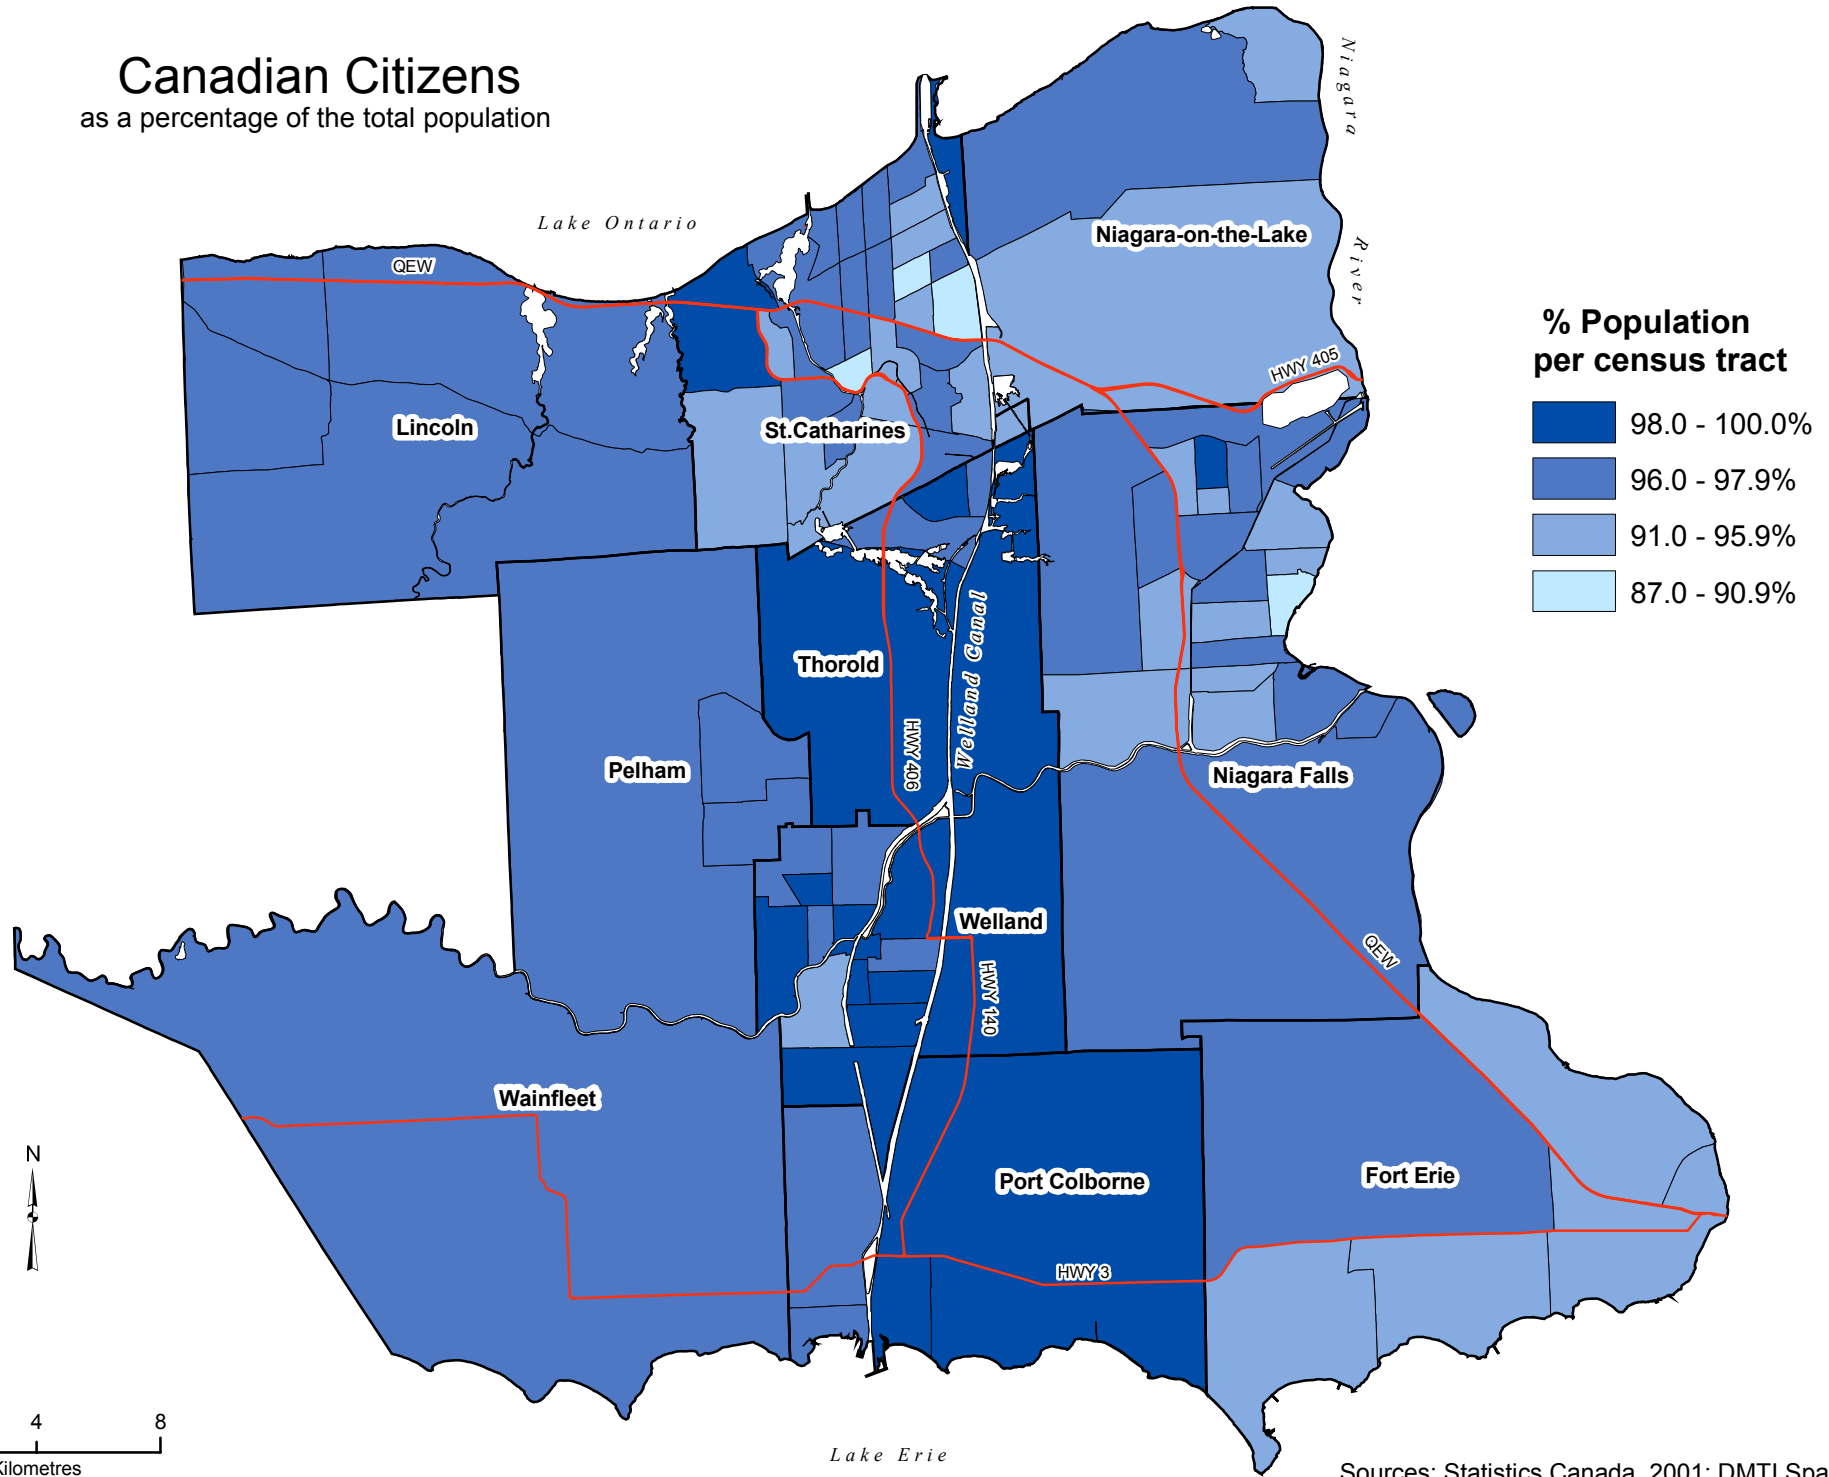 Canadian Citizens
as a percentage of the total population
Niagara
River
Lake Ontario
QEW
Niagara-on-the-Lake
HWY 405
% Population
per census tract
98.0 - 100.0%
96.0 - 97.9%
91.0 - 95.9%
87.0 - 90.9%
Lincoln
St.Catharines
Thorold
Welland Canal
HWY 406
Pelham
Niagara Falls
Welland
QEW
HWY 140
Wainfleet
N
Port Colborne
Fort Erie
HWY 3
4 8
Kilometres
Lake Erie
Sources: Statistics Canada, 2001; DMTI Spa